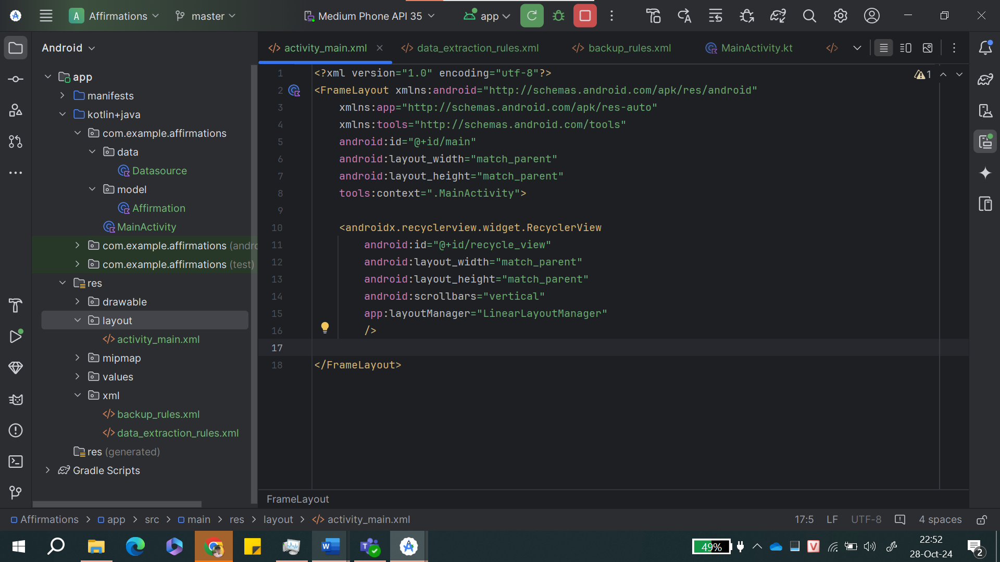 A Affirmations master Medium Phone API 35 app
Android
activity_main.xml data_extraction_rules.xml backup_rules.xml MainActivity.kt
app
manifests
kotlin+java
com.example.affirmations
data
Datasource
model
Affirmation
MainActivity
com.example.affirmations (andro
com.example.affirmations (test)
res
drawable
layout
activity_main.xml
mipmap
values
xml
backup_rules.xml
data_extraction_rules.xml
res (generated)
Gradle Scripts
1 <?xml version="1.0" encoding="utf-8"?>
2 <FrameLayout xmlns:android="http://schemas.android.com/apk/res/android"
3 xmlns:app="http://schemas.android.com/apk/res-auto"
4 xmlns:tools="http://schemas.android.com/tools"
5 android:id="@+id/main"
6 android:layout_width="match_parent"
7 android:layout_height="match_parent"
8 tools:context=".MainActivity">
9
10 <androidx.recyclerview.widget.RecyclerView
11 android:id="@+id/recycle_view"
12 android:layout_width="match_parent"
13 android:layout_height="match_parent"
14 android:scrollbars="vertical"
15 app:layoutManager="LinearLayoutManager"
16 />
17
18 </FrameLayout>
1
FrameLayout
Affirmations > app > src > main > res > layout > activity_main.xml 17:5 LF UTF-8 4 spaces
49%
22:52
28-Oct-24
2